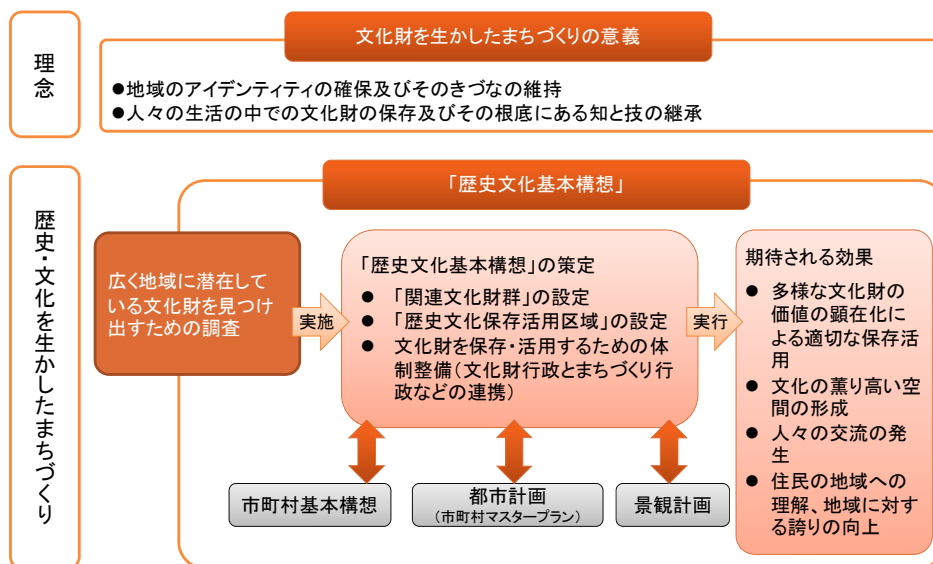 理念
文化財を生かしたまちづくりの意義
●地域のアイデンティティの確保及びそのきづなの維持
●人々の生活の中での文化財の保存及びその根底にある知と技の継承
歴史・文化を生かしたまちづくり
「歴史文化基本構想」
広く地域に潜在して
いる文化財を見つけ
出すための調査
実施
「歴史文化基本構想」の策定
● 「関連文化財群」の設定
● 「歴史文化保存活用区域」の設定
● 文化財を保存・活用するための体
制整備(文化財行政とまちづくり行
政などの連携)
実行
期待される効果
● 多様な文化財の
価値の顕在化に
よる適切な保存活
用
● 文化の薫り高い空
間の形成
● 人々の交流の発
生
● 住民の地域への
理解、地域に対す
る誇りの向上
市町村基本構想
都市計画
(市町村マスタープラン)
景観計画